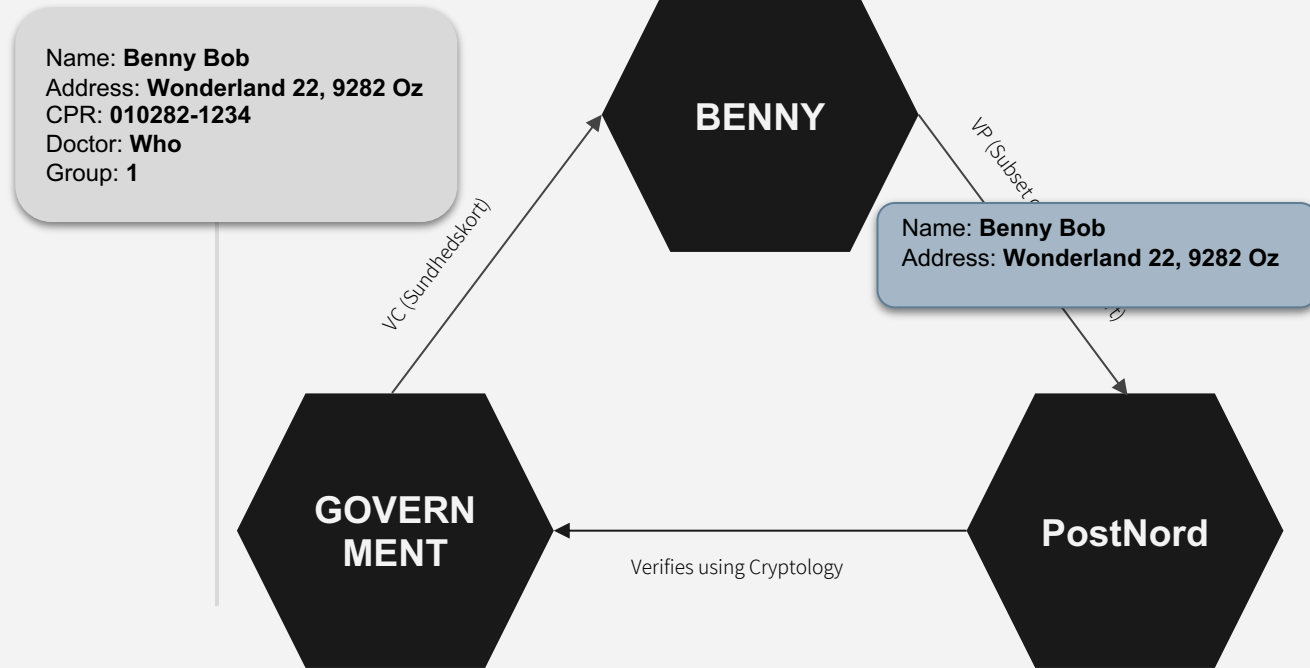 Name: Benny Bob
Address: Wonderland 22, 9282 Oz
CPR: 010282-1234
Doctor: Who
Group: 1
BENNY
VC (Sundhedskort)
VP (Subset
Name: Benny Bob
Address: Wonderland 22, 9282 Oz
GOVERN
MENT
PostNord
Verifies using Cryptology